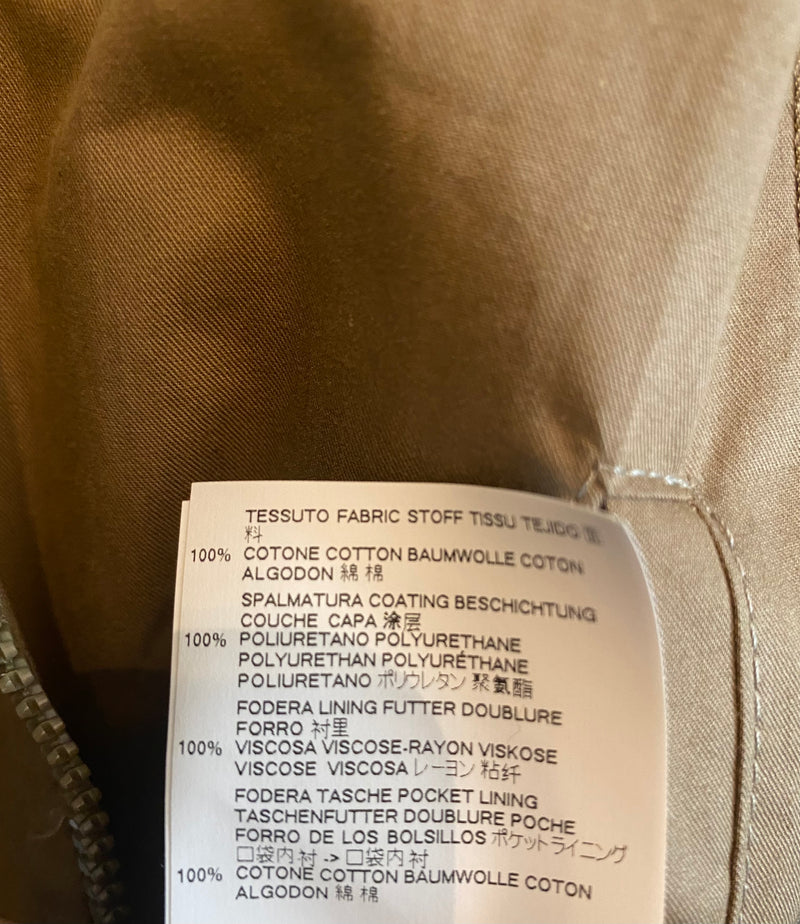 TESSUTO FABRIC STOFF TISSU TEJIDO 面
料
100% COTONE COTTON BAUMWOLLE COTON
ALGODON 綿 棉
SPALMATURA COATING BESCHICHTUNG
COUCHE CAPA 涂层
100% POLIURETANO POLYURETHANE
POLYURETHAN POLYURÉTHANE
POLIURETANO ポリウレタン 聚氨酯
FODERA LINING FUTTER DOUBLURE
FORRO 衬里
100% VISCOSA VISCOSE-RAYON VISKOSE
VISCOSE VISCOSA レーヨン 粘纤
FODERA TASCHE POCKET LINING
TASCHENFUTTER DOUBLURE POCHE
FORRO DE LOS BOLSILLOS ポケットライニング
口袋内衬 -> 口袋内衬
100% COTONE COTTON BAUMWOLLE COTON
ALGODON 綿 棉